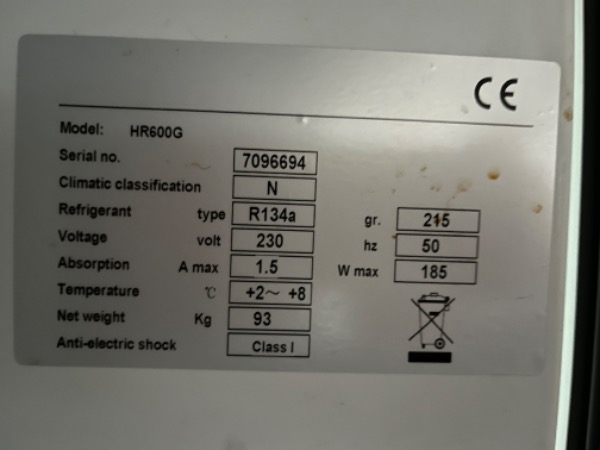 CE
Model: HR600G
Serial no. 7096694
Climatic classification N
Refrigerant type R134a gr. 215
Voltage volt 230 hz 50
Absorption A max 1.5 W max 185
Temperature ℃ +2~ +8
Net weight Kg 93
Anti-electric shock Class I